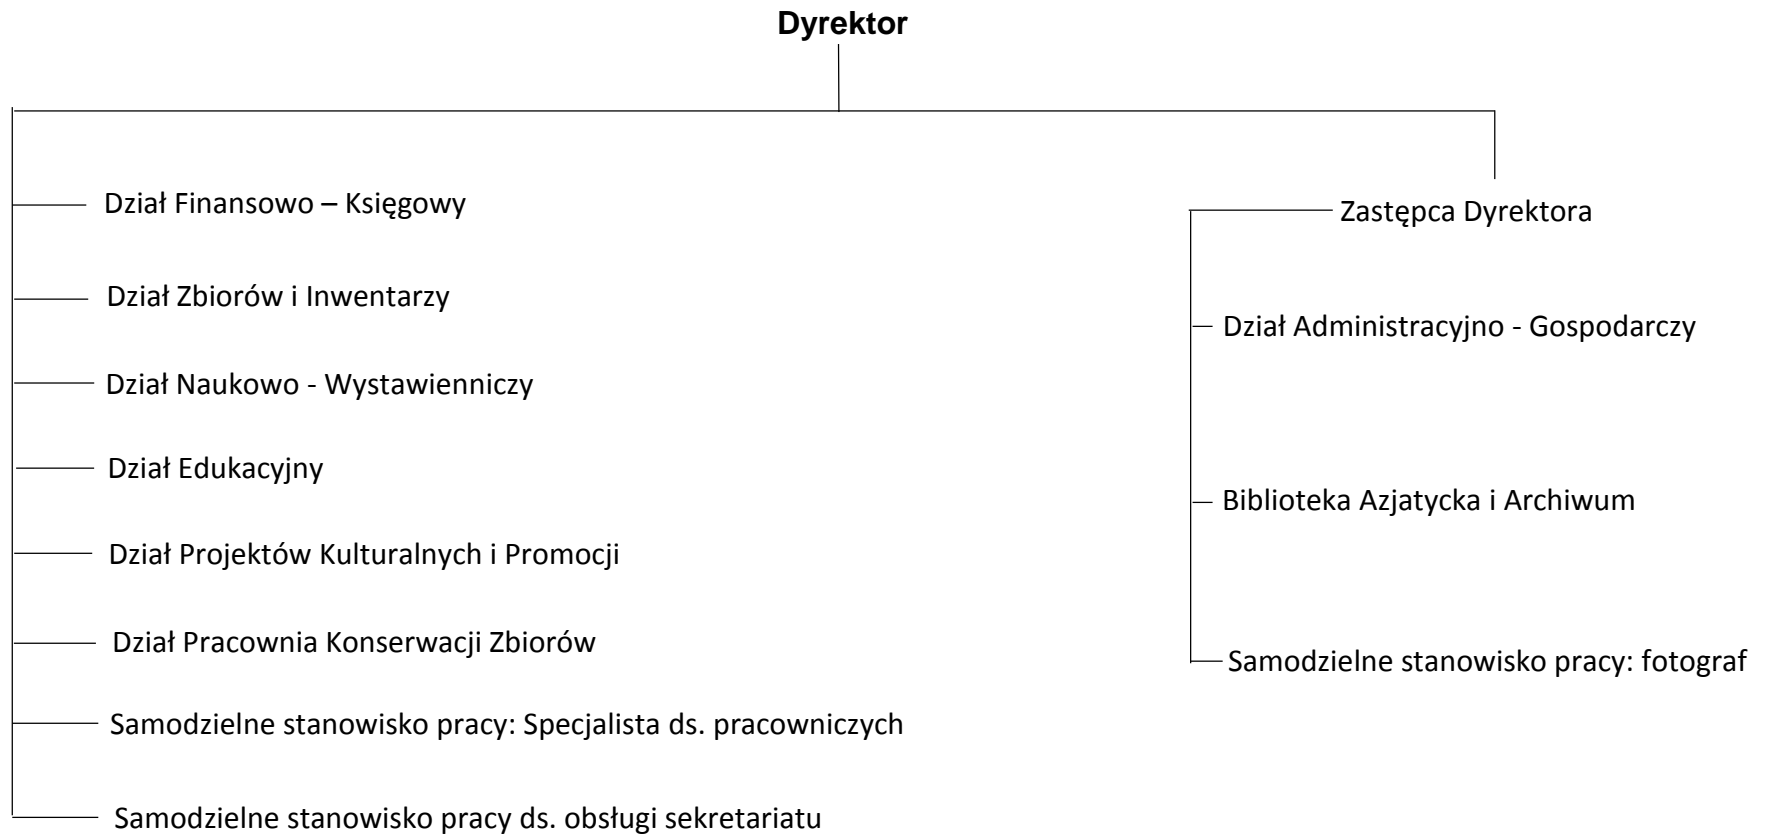 Dyrektor
Dział Finansowo – Księgowy
Dział Zbiorów i Inwentarzy
Dział Naukowo - Wystawienniczy
Dział Edukacyjny
Dział Projektów Kulturalnych i Promocji
Dział Pracownia Konserwacji Zbiorów
Samodzielne stanowisko pracy: Specjalista ds. pracowniczych
Samodzielne stanowisko pracy ds. obsługi sekretariatu
Zastępca Dyrektora
Dział Administracyjno - Gospodarczy
Biblioteka Azjatycka i Archiwum
Samodzielne stanowisko pracy: fotograf